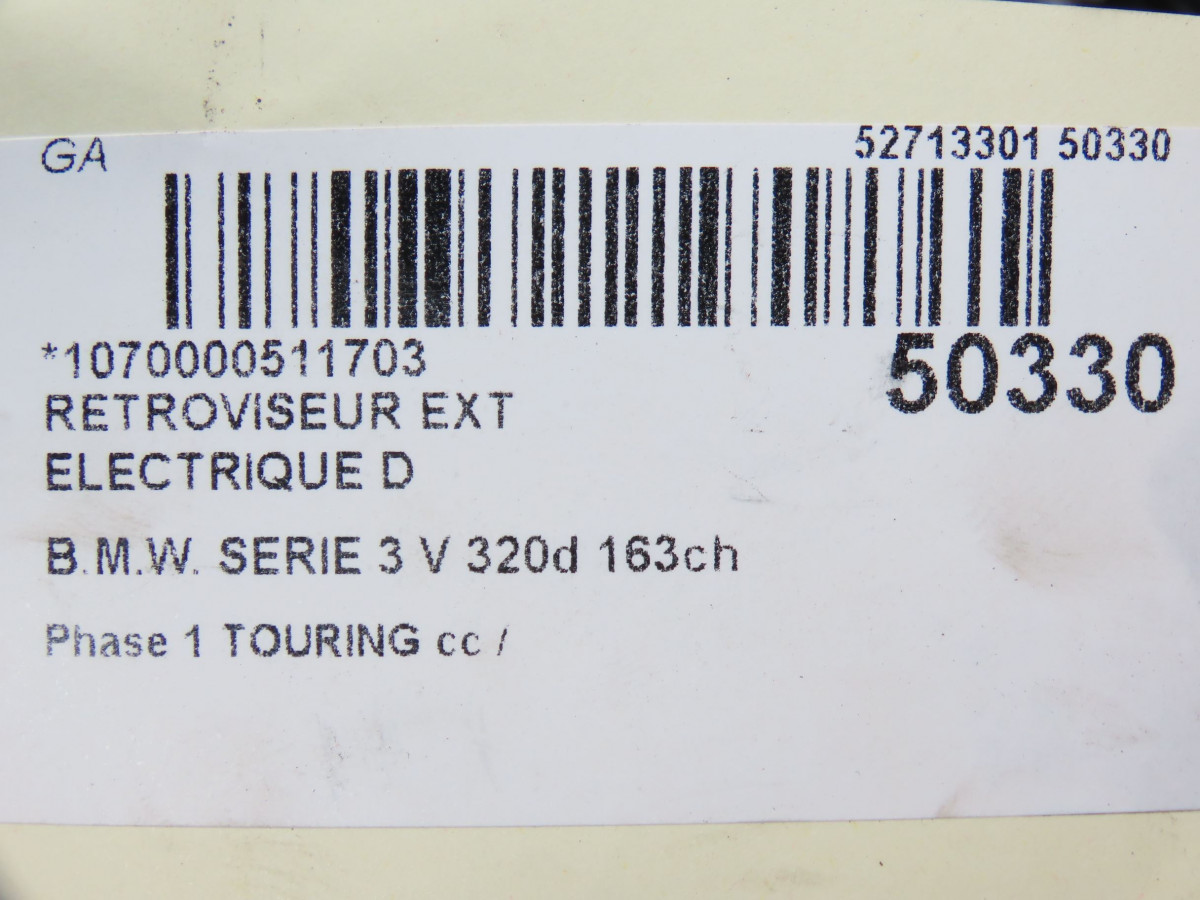 GA
52713301 50330
*1070000511703
50330
RETROVISEUR EXT
ELECTRIQUE D
B.M.W. SERIE 3 V 320d 163ch
Phase 1 TOURING cc /